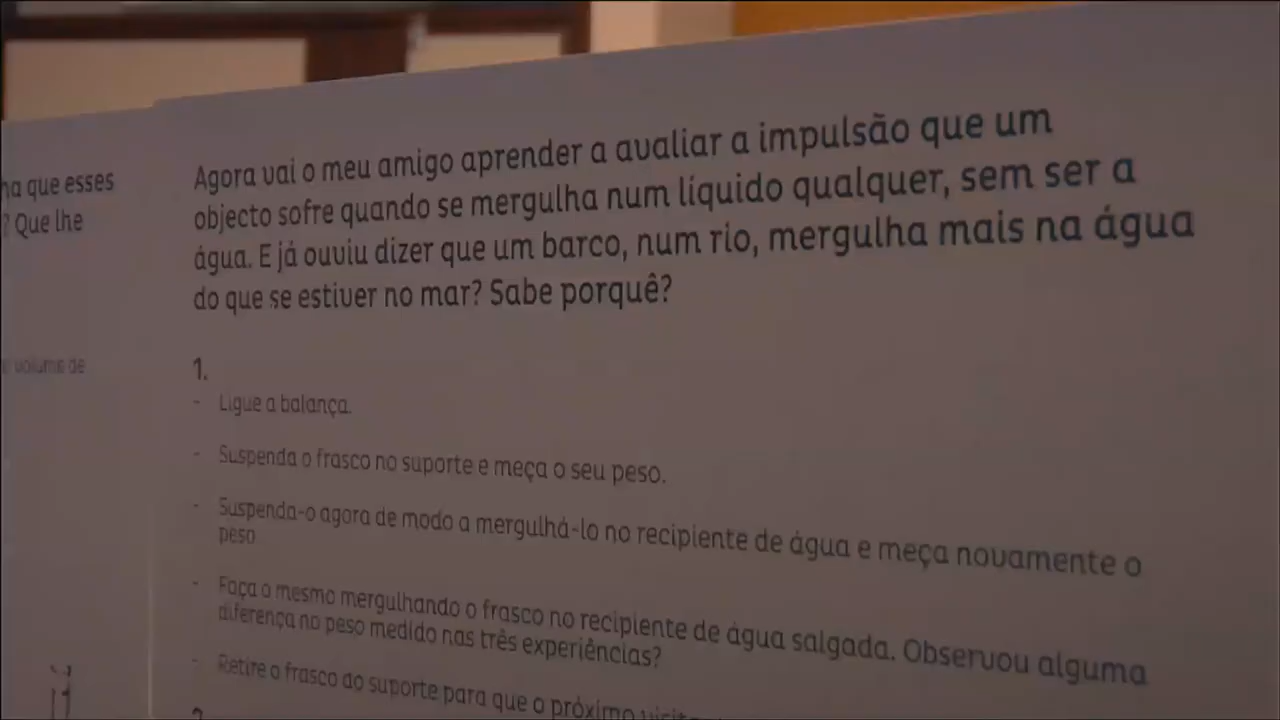 ha que esses
? Que lhe
volume de
Agora vai o meu amigo aprender a avaliar a impulsão que um
objecto sofre quando se mergulha num líquido qualquer, sem ser a
água. E já ouviu dizer que um barco, num rio, mergulha mais na água
do que se estiver no mar? Sabe porquê?
1.
- Ligue a balança.
- Suspenda o frasco no suporte e meça o seu peso.
- Suspenda-o agora de modo a mergulhá-lo no recipiente de água e meça novamente o
peso
- Faça o mesmo mergulhando o frasco no recipiente de água salgada. Observou alguma
diferença no peso medido nas três experiências?
- Retire o frasco do suporte para que o próximo